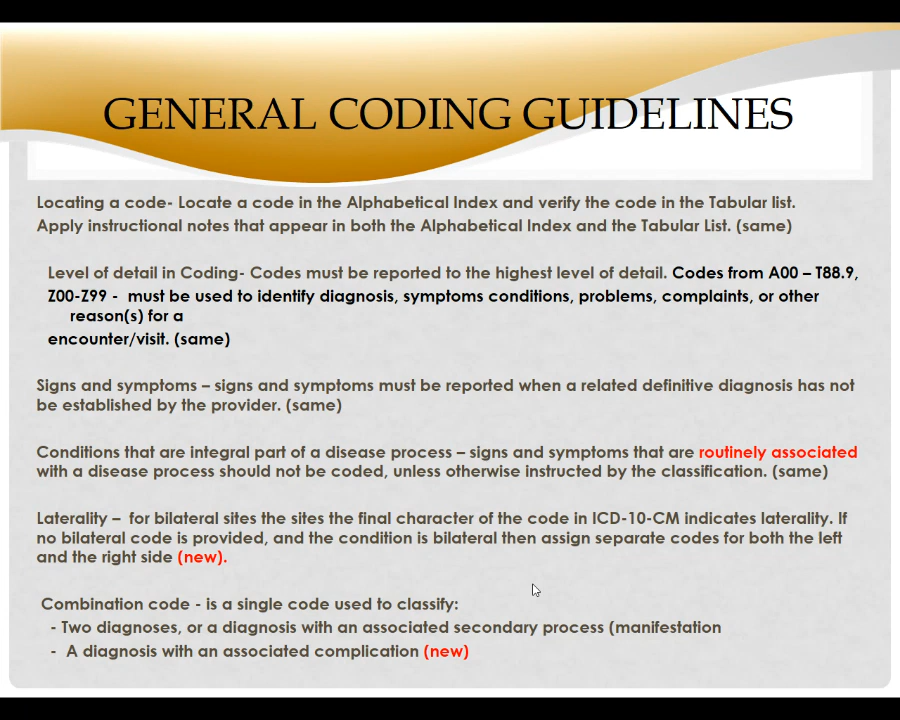 GENERAL CODING GUIDELINES
Locating a code- Locate a code in the Alphabetical Index and verify the code in the Tabular list.
Apply instructional notes that appear in both the Alphabetical Index and the Tabular List. (same)
Level of detail in Coding- Codes must be reported to the highest level of detail. Codes from A00 – T88.9,
Z00-Z99 - must be used to identify diagnosis, symptoms conditions, problems, complaints, or other
reason(s) for a
encounter/visit. (same)
Signs and symptoms – signs and symptoms must be reported when a related definitive diagnosis has not
be established by the provider. (same)
Conditions that are integral part of a disease process – signs and symptoms that are routinely associated
with a disease process should not be coded, unless otherwise instructed by the classification. (same)
Laterality – for bilateral sites the sites the final character of the code in ICD-10-CM indicates laterality. If
no bilateral code is provided, and the condition is bilateral then assign separate codes for both the left
and the right side (new).
Combination code - is a single code used to classify:
- Two diagnoses, or a diagnosis with an associated secondary process (manifestation
- A diagnosis with an associated complication (new)